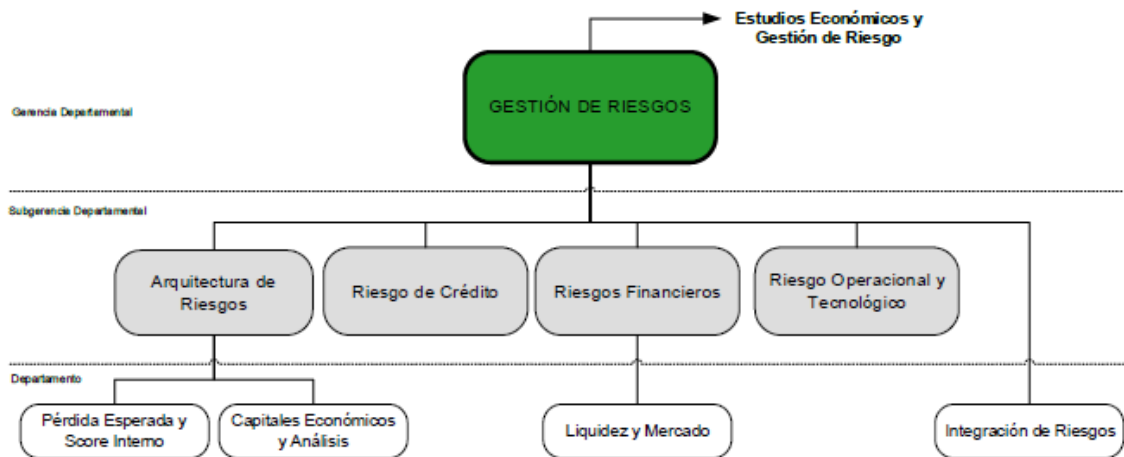 Estudios Económicos y
Gestión de Riesgo
GESTIÓN DE RIESGOS
Gerencia Departamental
Subgerencia Departamental
Arquitectura de
Riesgos
Riesgo de Crédito
Riesgos Financieros
Riesgo Operacional y
Tecnológico
Departamento
Pérdida Esperada y
Score Interno
Capitales Económicos
y Análisis
Liquidez y Mercado
Integración de Riesgos